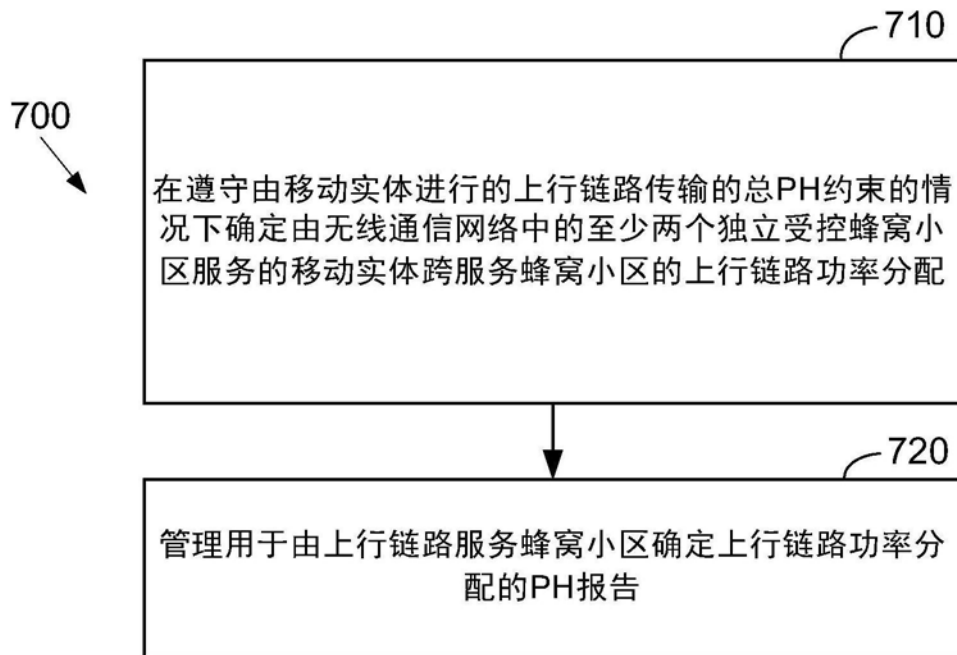 710
700
在遵守由移动实体进行的上行链路传输的总PH约束的情
况下确定由无线通信网络中的至少两个独立受控蜂窝小
区服务的移动实体跨服务蜂窝小区的上行链路功率分配
720
管理用于由上行链路服务蜂窝小区确定上行链路功率分
配的PH报告